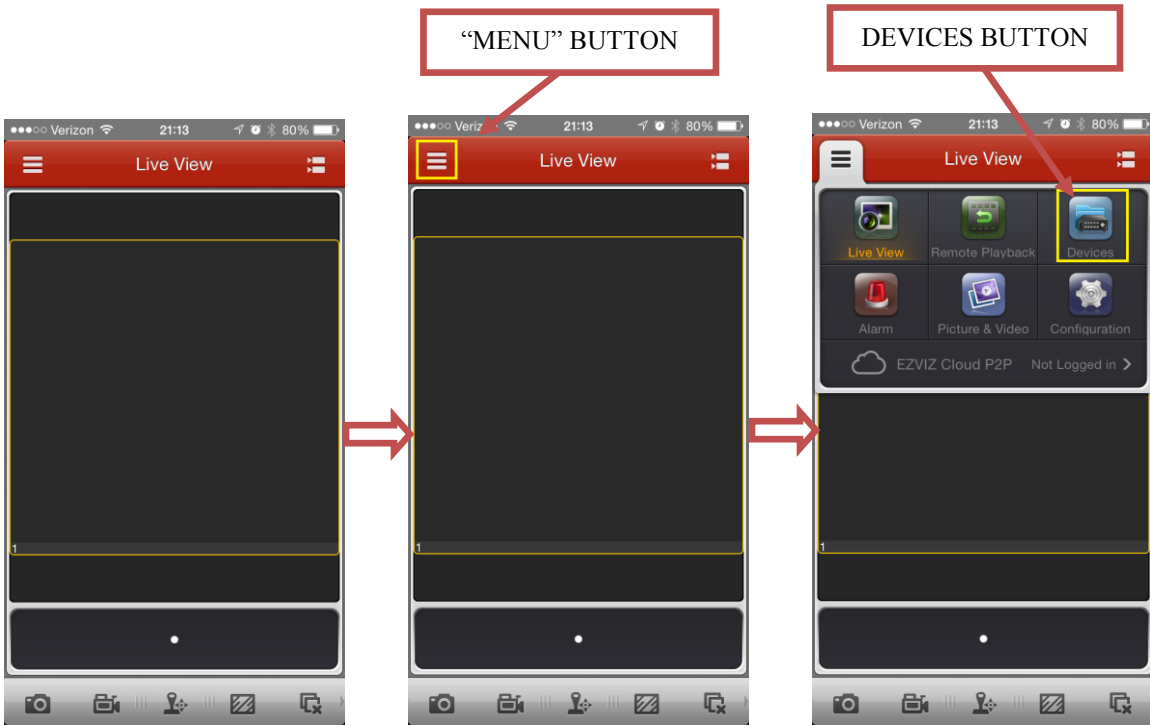 “MENU” BUTTON
DEVICES BUTTON
Verizon 21:13 80%
Live View
1
Veriz 21:13 80%
Live View
1
Verizon 21:13 80%
Live View
Live View Remote Playback Devices
Alarm Picture & Video Configuration
EZVIZ Cloud P2P Not Logged in
1